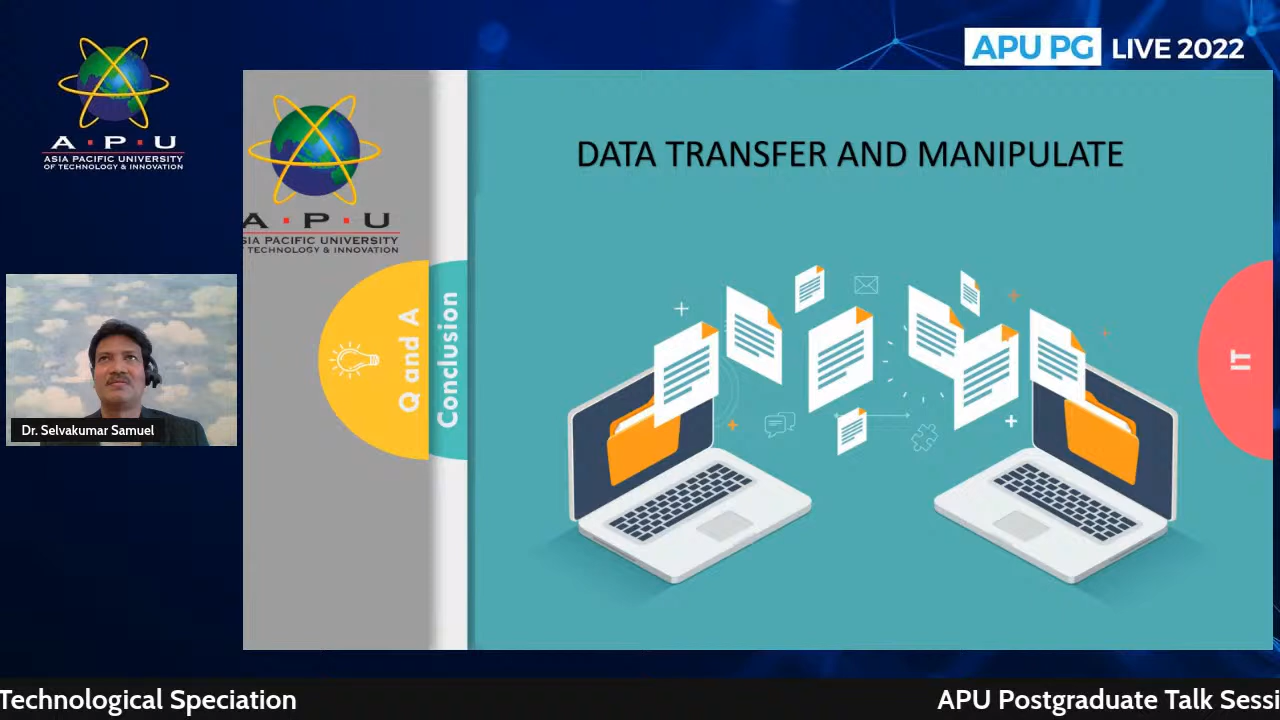 A·P·U
ASIA PACIFIC UNIVERSITY
OF TECHNOLOGY & INNOVATION
APU PG LIVE 2022
A·P·U
SIA PACIFIC UNIVERSITY
F TECHNOLOGY & INNOVATION
DATA TRANSFER AND MANIPULATE
Q and A
Conclusion
IT
Dr. Selvakumar Samuel
Technological Speciation
APU Postgraduate Talk Sessi